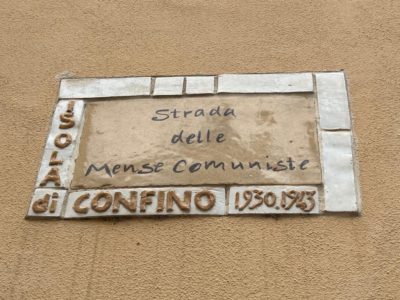 Strada
delle
Mense Comuniste
ISOLA
di CONFINO 1930.1943